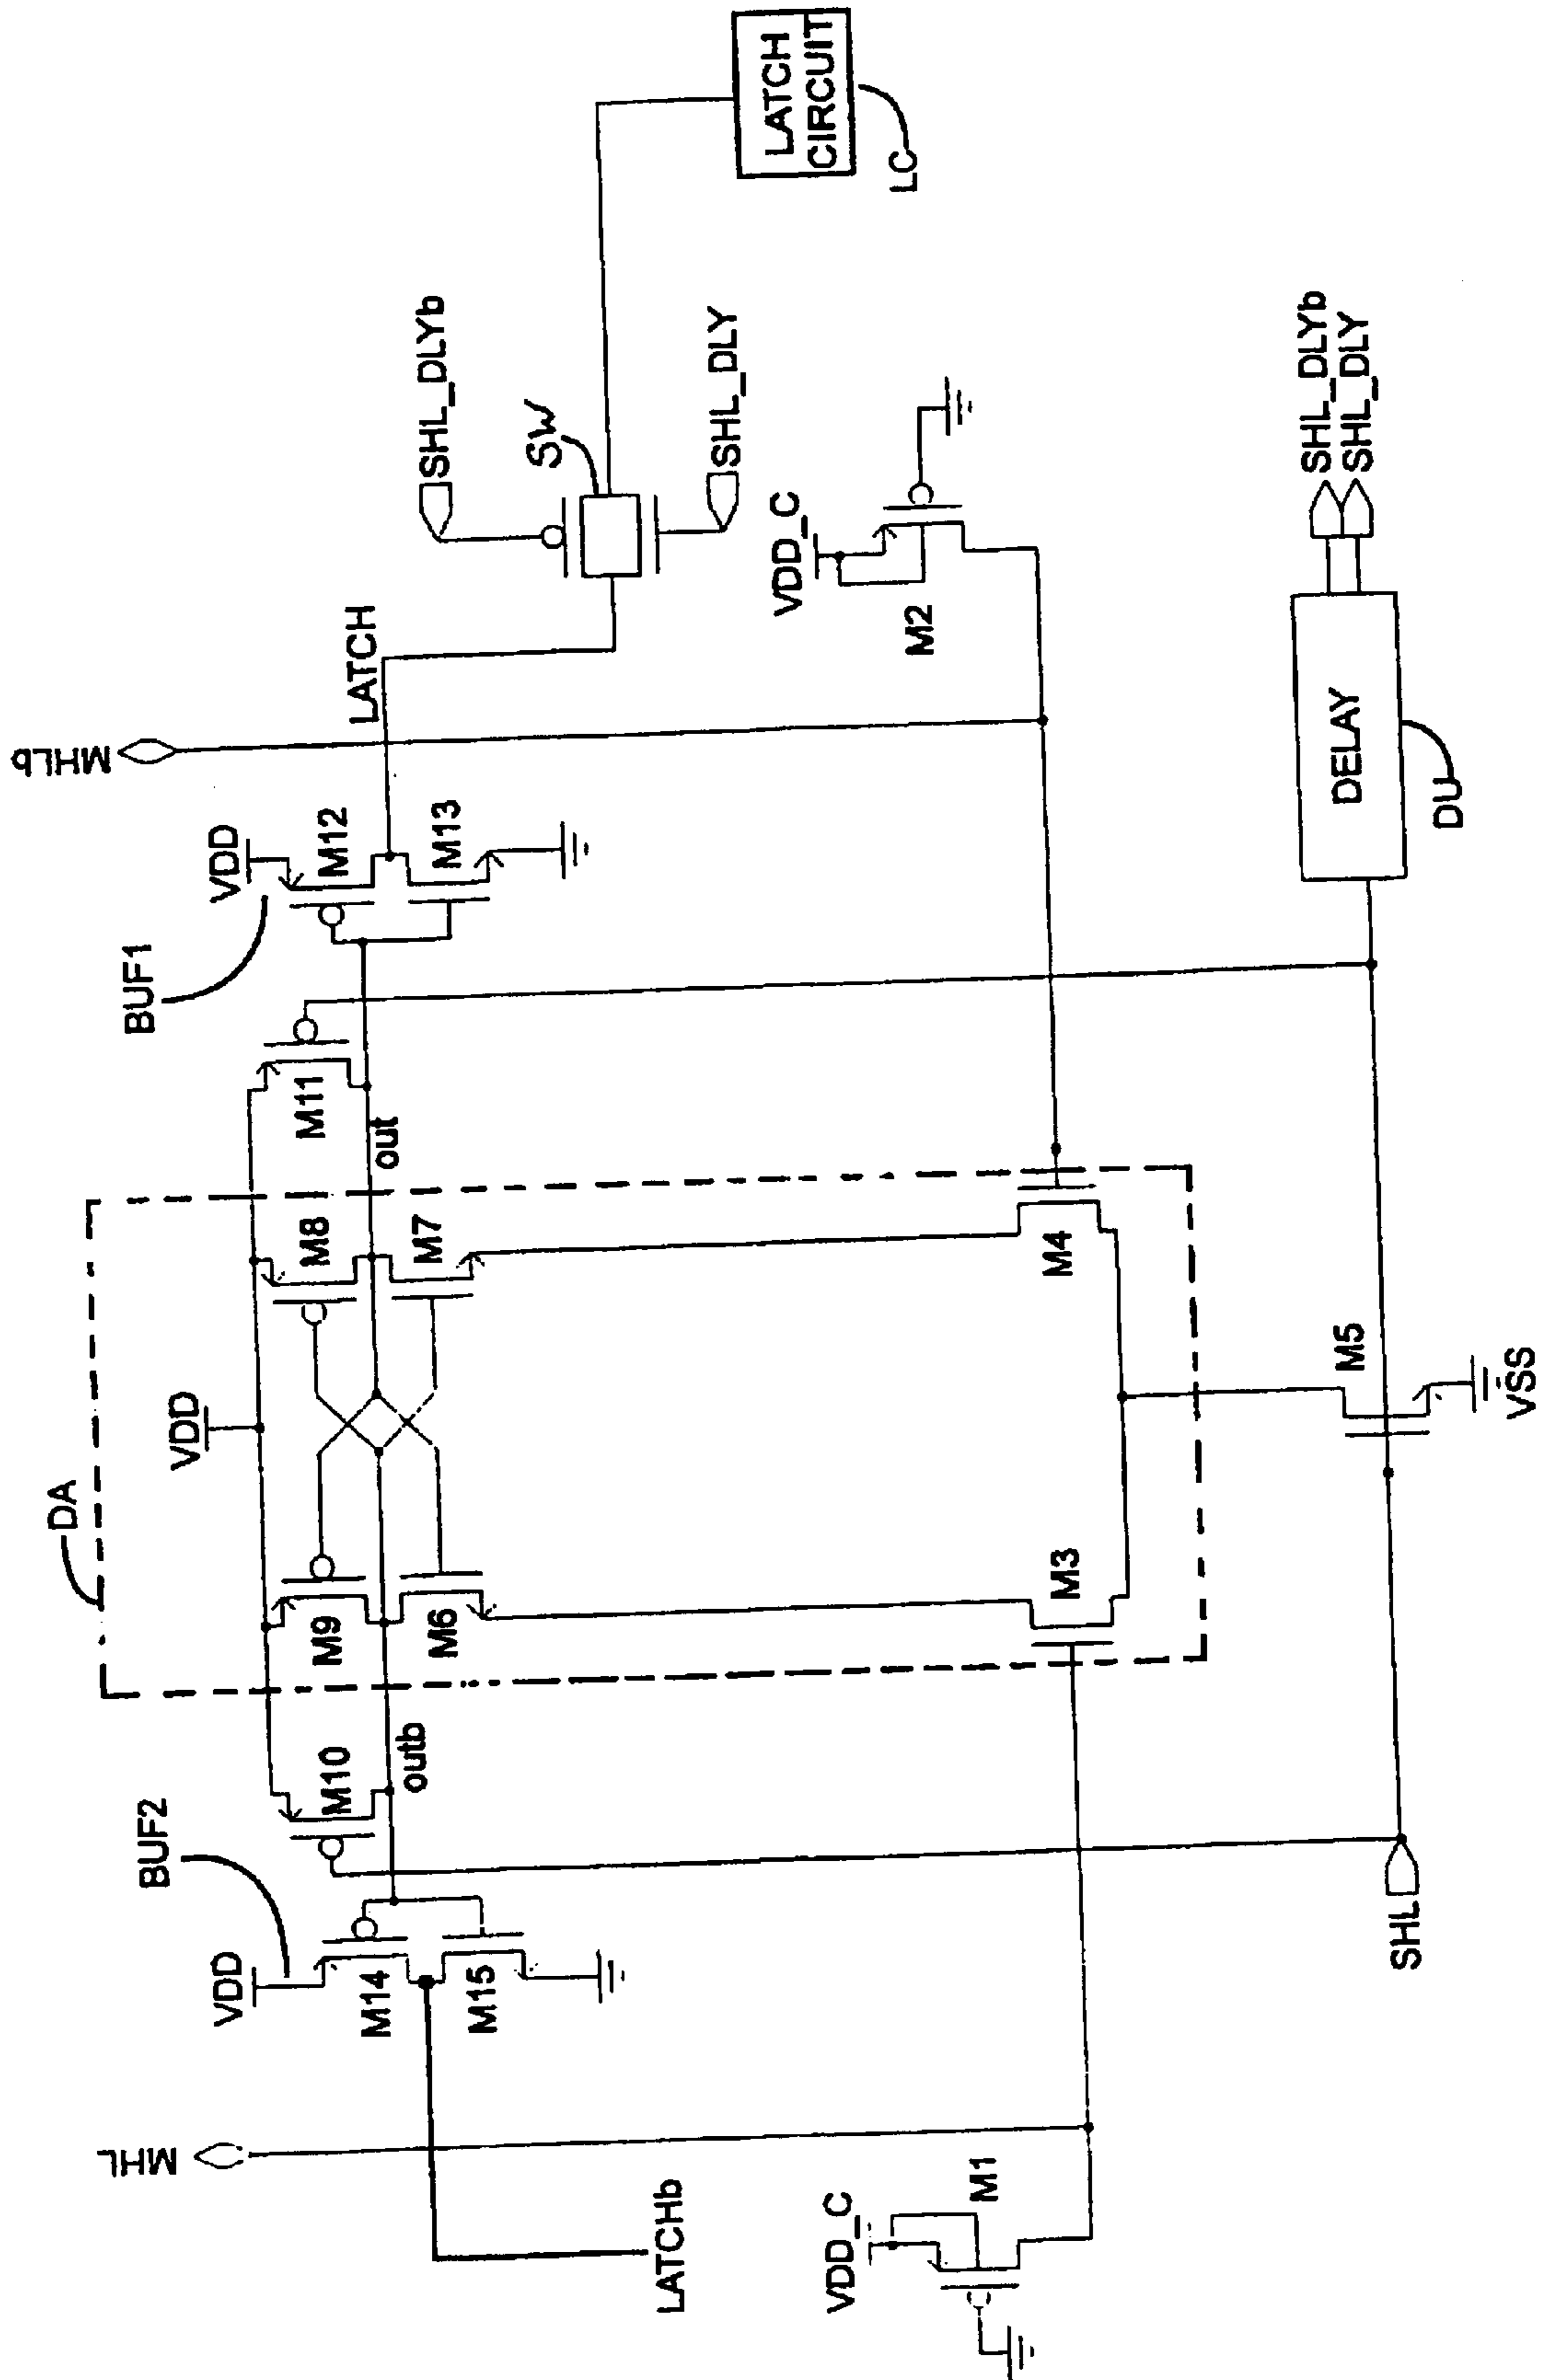 BUF2
DA
BUF1
VDD
VDD
VDD
MHL
MHLb
M14
M10
M9
M8
M11
M12
LATCH
SHL_DLYb
outb
out
M15
M6
M7
M13
SW
LATCHb
SHL_DLY
LATCH
CIRCUIT
LC
VDD_C
VDD_C
M1
M3
M4
M2
M5
SHL
VSS
DELAY
SHL_DLYb
SHL_DLY
DU